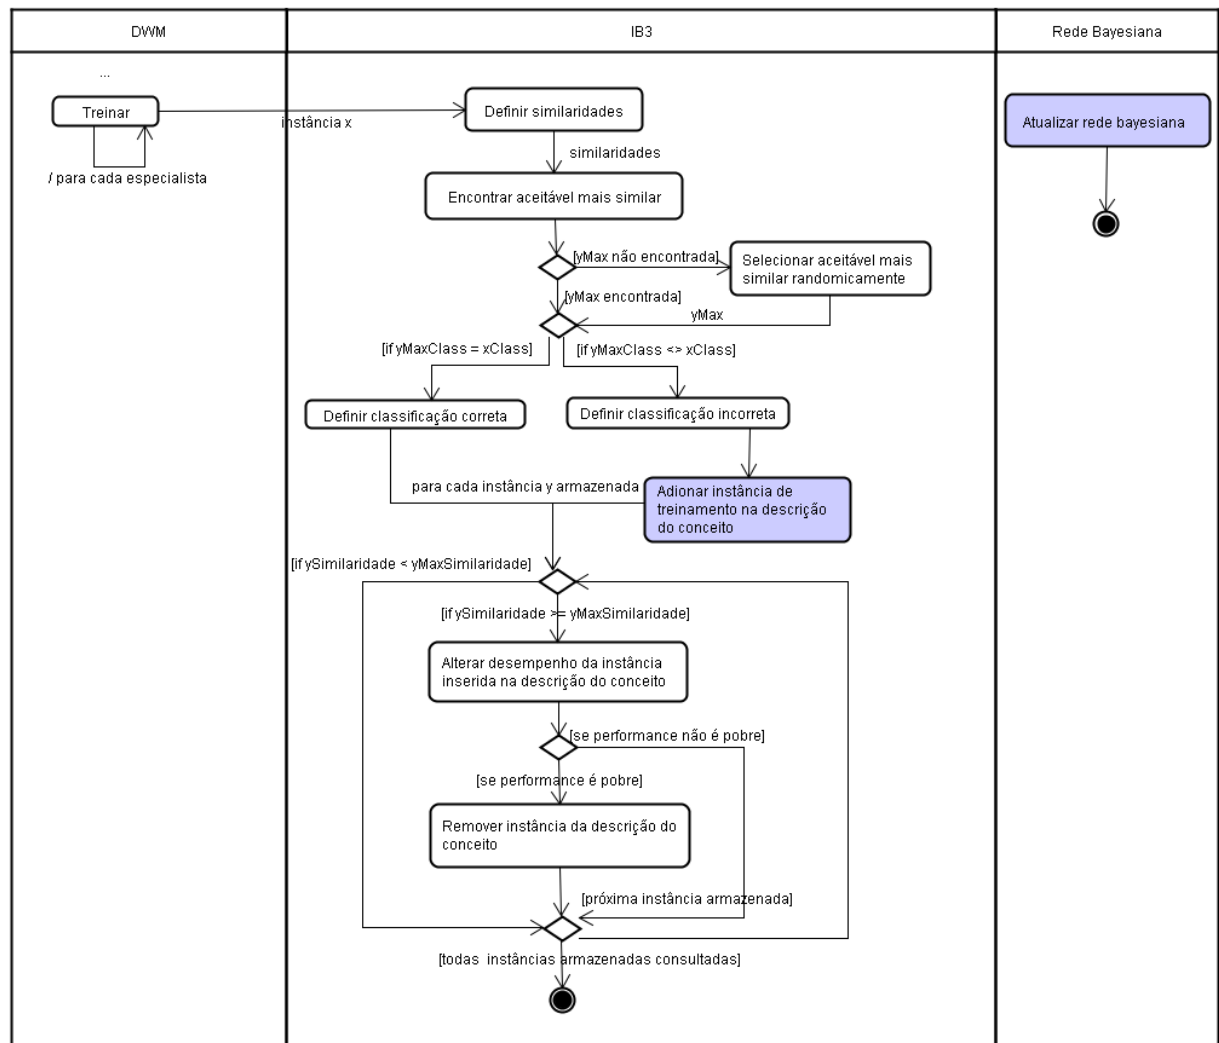 DWM
IB3
Rede Bayesiana
...
Treinar
instância x
/ para cada especialista
Definir similaridades
similaridades
Encontrar aceitável mais similar
[yMax não encontrada]
Selecionar aceitável mais
similar randomicamente
[yMax encontrada]
yMax
[if yMaxClass = xClass]
[if yMaxClass <> xClass]
Definir classificação correta
Definir classificação incorreta
para cada instância y armazenada
Adionar instância de
treinamento na descrição
do conceito
[if ySimilaridade < yMaxSimilaridade]
[if ySimilaridade >= yMaxSimilaridade]
Alterar desempenho da instância
inserida na descrição do conceito
[se performance não é pobre]
[se performance é pobre]
Remover instância da descrição do
conceito
[próxima instância armazenada]
[todas  instâncias armazenadas consultadas]
Atualizar rede bayesiana